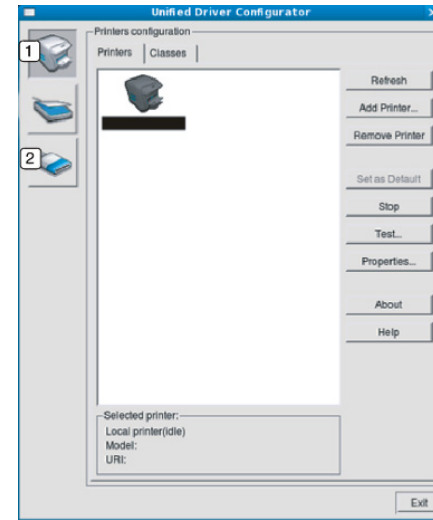 Unified Driver Configurator
1
2
Printers configuration
Printers Classes
Refresh
Add Printer...
Remove Printer
Set as Default
Stop
Test...
Properties...
About
Help
Selected printer:
Local printer(idle)
Model:
URI:
Exit